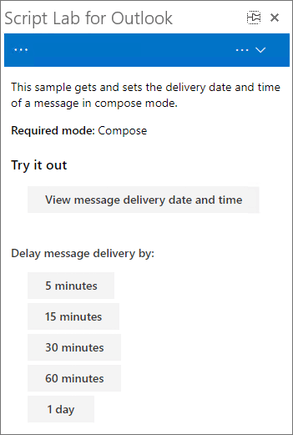 Script Lab for Outlook
This sample gets and sets the delivery date and time
of a message in compose mode.
Required mode: Compose
Try it out
View message delivery date and time
Delay message delivery by:
5 minutes
15 minutes
30 minutes
60 minutes
1 day